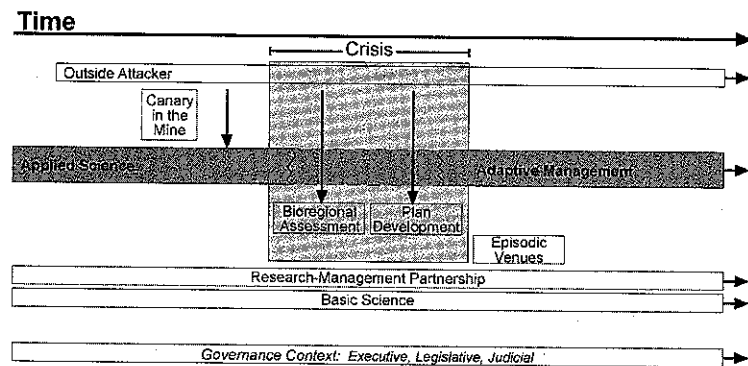 Time
Crisis
Outside Attacker
Canary
in the
Mine
Applied Science
Adaptive Management
Bioregional
Assessment
Plan
Development
Episodic
Venues
Research-Management Partnership
Basic Science
Governance Context: Executive, Legislative, Judicial